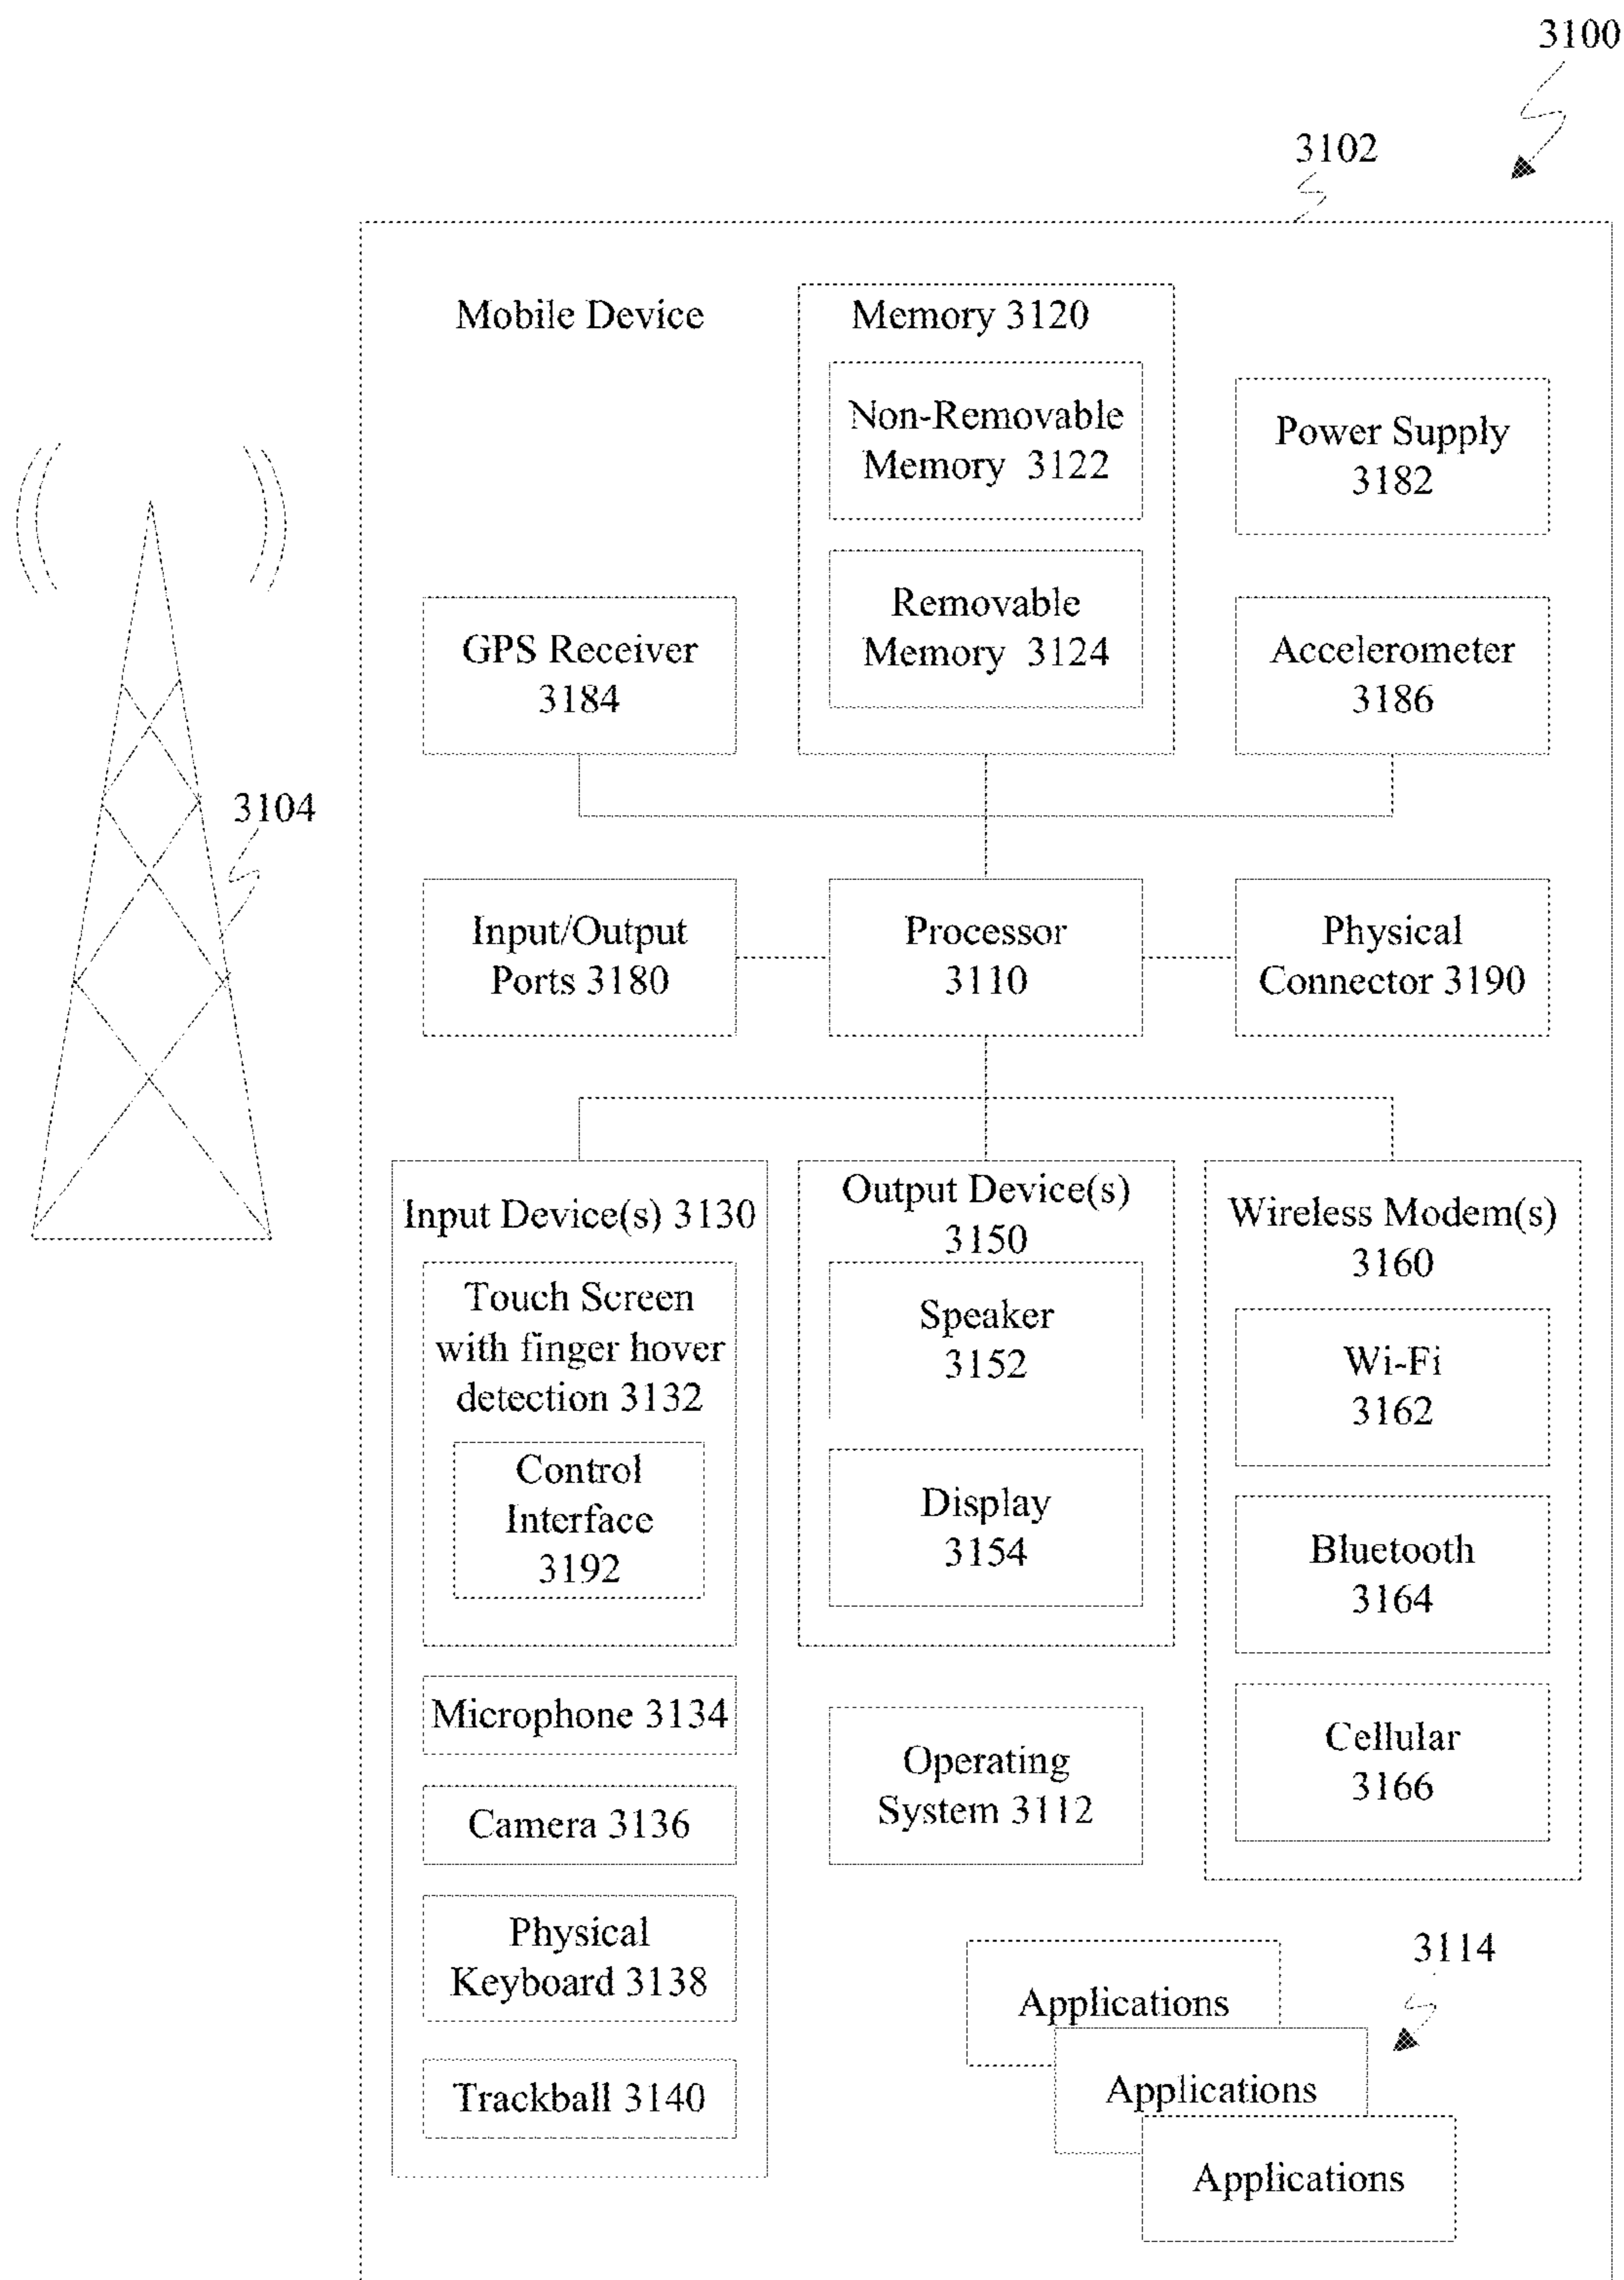 3100
3102
Mobile Device
Memory 3120
Non-Removable
Memory 3122
Power Supply
3182
Removable
Memory 3124
GPS Receiver
3184
Accelerometer
3186
3104
Input/Output
Ports 3180
Processor
3110
Physical
Connector 3190
Input Device(s) 3130
Touch Screen
with finger hover
detection 3132
Control
Interface
3192
Microphone 3134
Camera 3136
Physical
Keyboard 3138
Trackball 3140
Output Device(s)
3150
Speaker
3152
Display
3154
Operating
System 3112
Wireless Modem(s)
3160
Wi-Fi
3162
Bluetooth
3164
Cellular
3166
3114
Applications
Applications
Applications